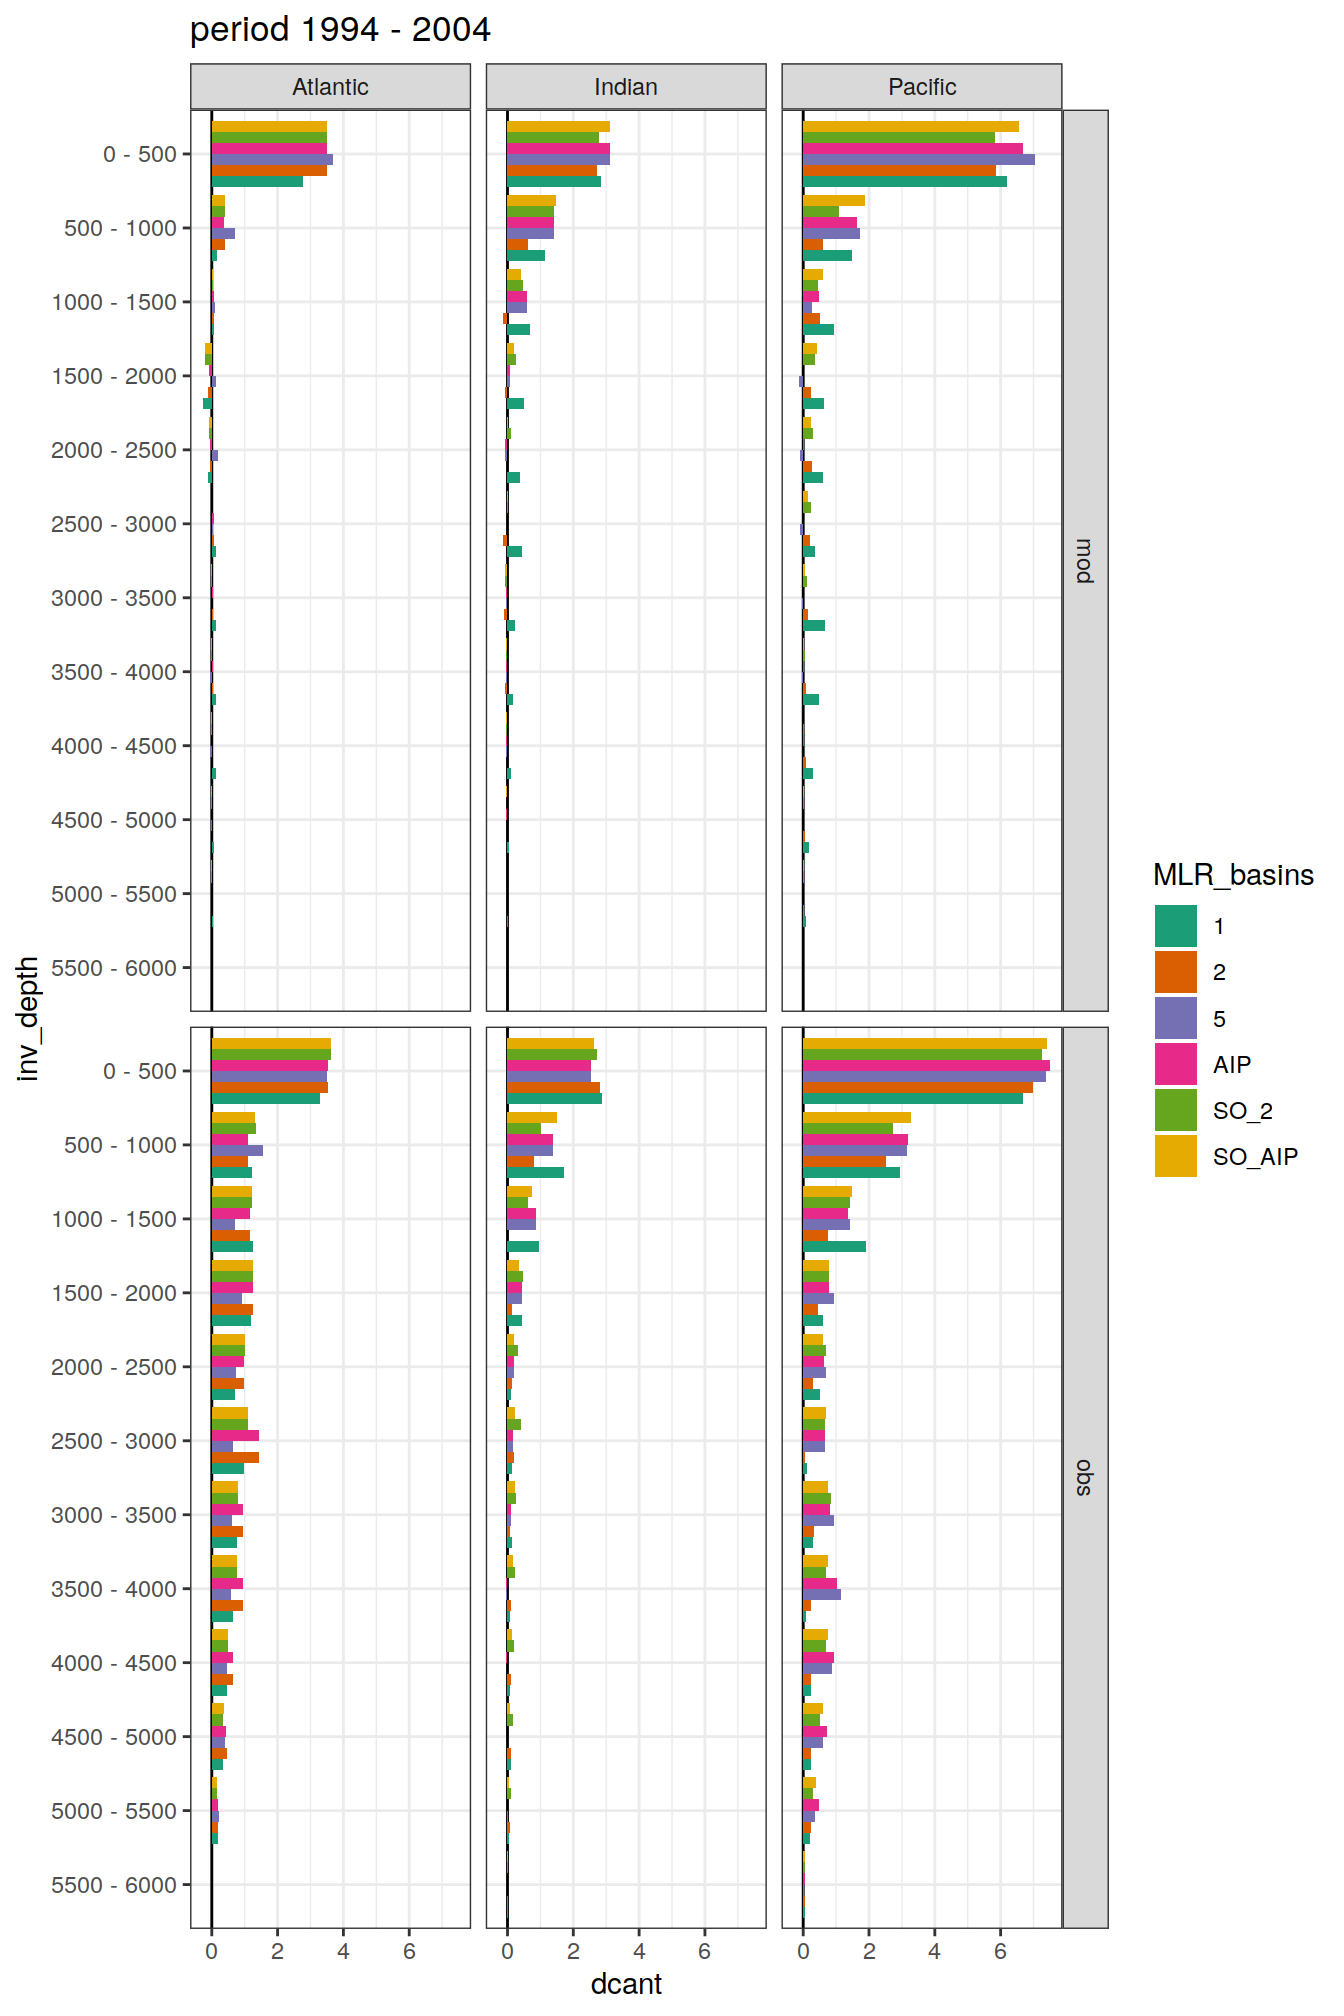 period 1994 - 2004
Atlantic
Indian
Pacific
0 - 500
500 - 1000
1000 - 1500
1500 - 2000
2000 - 2500
2500 - 3000
3000 - 3500
3500 - 4000
4000 - 4500
4500 - 5000
5000 - 5500
5500 - 6000
mod
0 - 500
500 - 1000
1000 - 1500
1500 - 2000
2000 - 2500
2500 - 3000
3000 - 3500
3500 - 4000
4000 - 4500
4500 - 5000
5000 - 5500
5500 - 6000
obs
inv_depth
0 2 4 6
0 2 4 6
0 2 4 6
dcant
MLR_basins
1
2
5
AIP
SO_2
SO_AIP